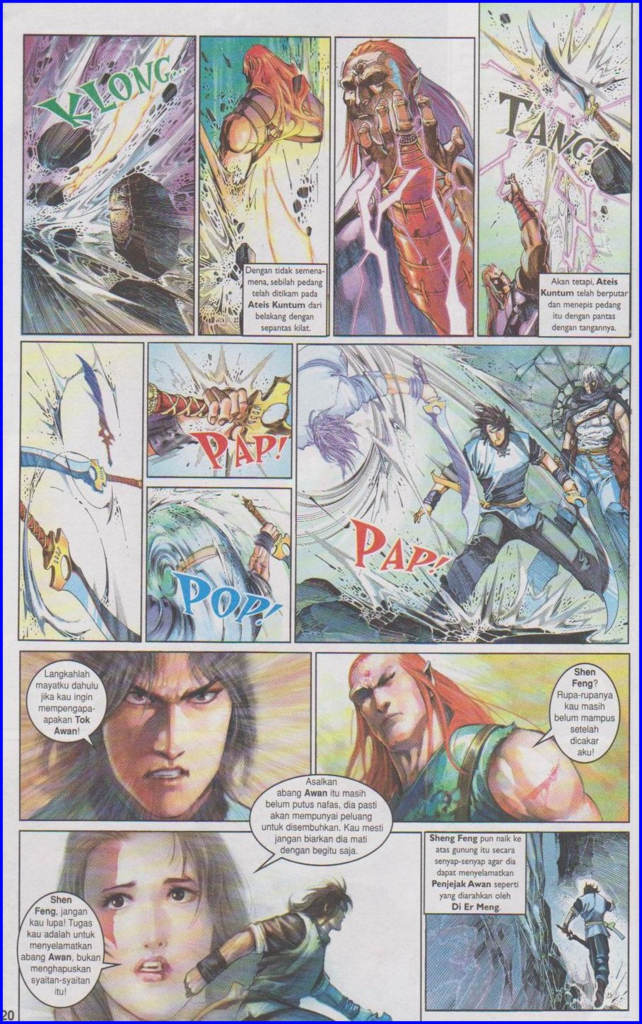 KLONG...
Dengan tidak semena-
mena, sebilah pedang
telah ditikam pada
Ateis Kuntum dari
belakang dengan
sepantas kilat.
TANG!
Akan tetapi, Ateis
Kuntum telah berputar
dan menepis pedang
itu dengan pantas
dengan tangannya.
PAP!
POP!
PAP!
Langkahlah
mayatku dahulu
jika kau ingin
mempengapa-
apakan Tok
Awan!
Shen
Feng?
Rupa-rupanya
kau masih
belum mampus
setelah
dicakar
aku!
Asalkan
abang Awan itu masih
belum putus nafas, dia pasti
akan mempunyai peluang
untuk disembuhkan. Kau mesti
jangan biarkan dia mati
dengan begitu saja.
Shen
Feng, jangan
kau lupa! Tugas
kau adalah untuk
menyelamatkan
abang Awan, bukan
menghapuskan
syaitan-syaitan
itu!
Sheng Feng pun naik ke
atas gunung itu secara
senyap-senyap agar dia
dapat menyelamatkan
Penjejak Awan seperti
yang diarahkan oleh
Di Er Meng.
20